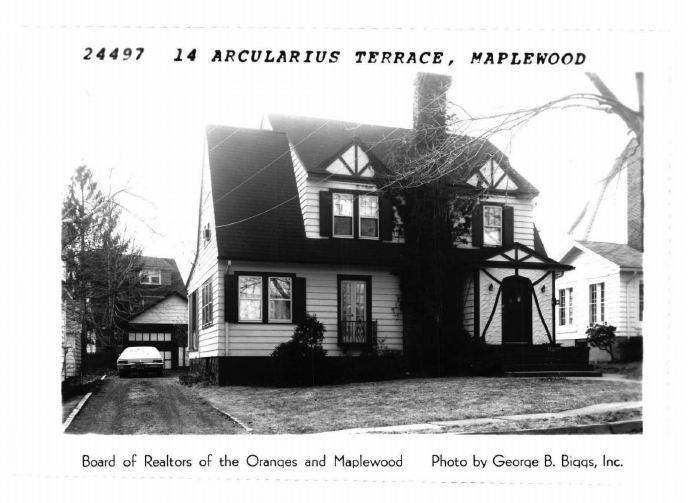 24497 14 ARCULARIUS TERRACE, MAPLEWOOD
Board of Realtors of the Oranges and Maplewood Photo by George B. Biggs, Inc.